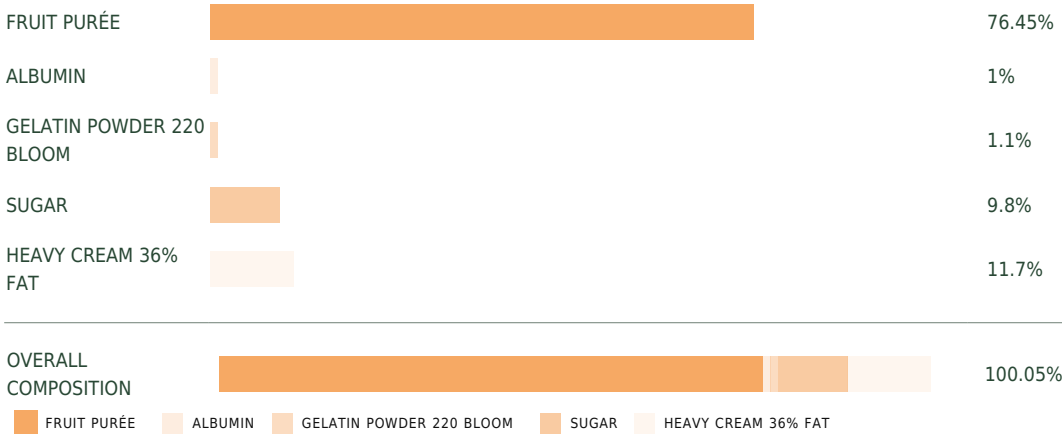 FRUIT PURÉE 76.45%
ALBUMIN 1%
GELATIN POWDER 220
BLOOM 1.1%
SUGAR 9.8%
HEAVY CREAM 36%
FAT 11.7%
OVERALL
COMPOSITION 100.05%
FRUIT PURÉE ALBUMIN GELATIN POWDER 220 BLOOM SUGAR HEAVY CREAM 36% FAT